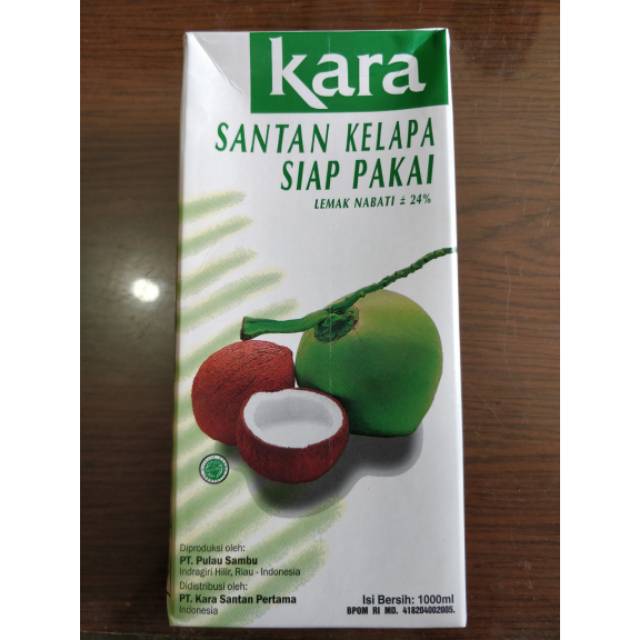 kara
SANTAN KELAPA
SIAP PAKAI
LEMAK NABATI ± 24%
Diproduksi oleh:
PT. Pulau Sambu
Indragiri Hilir, Riau - Indonesia
Didistribusi oleh:
PT. Kara Santan Pertama
Indonesia
Isi Bersih: 1000ml
BPOM RI MD. 418204002085.